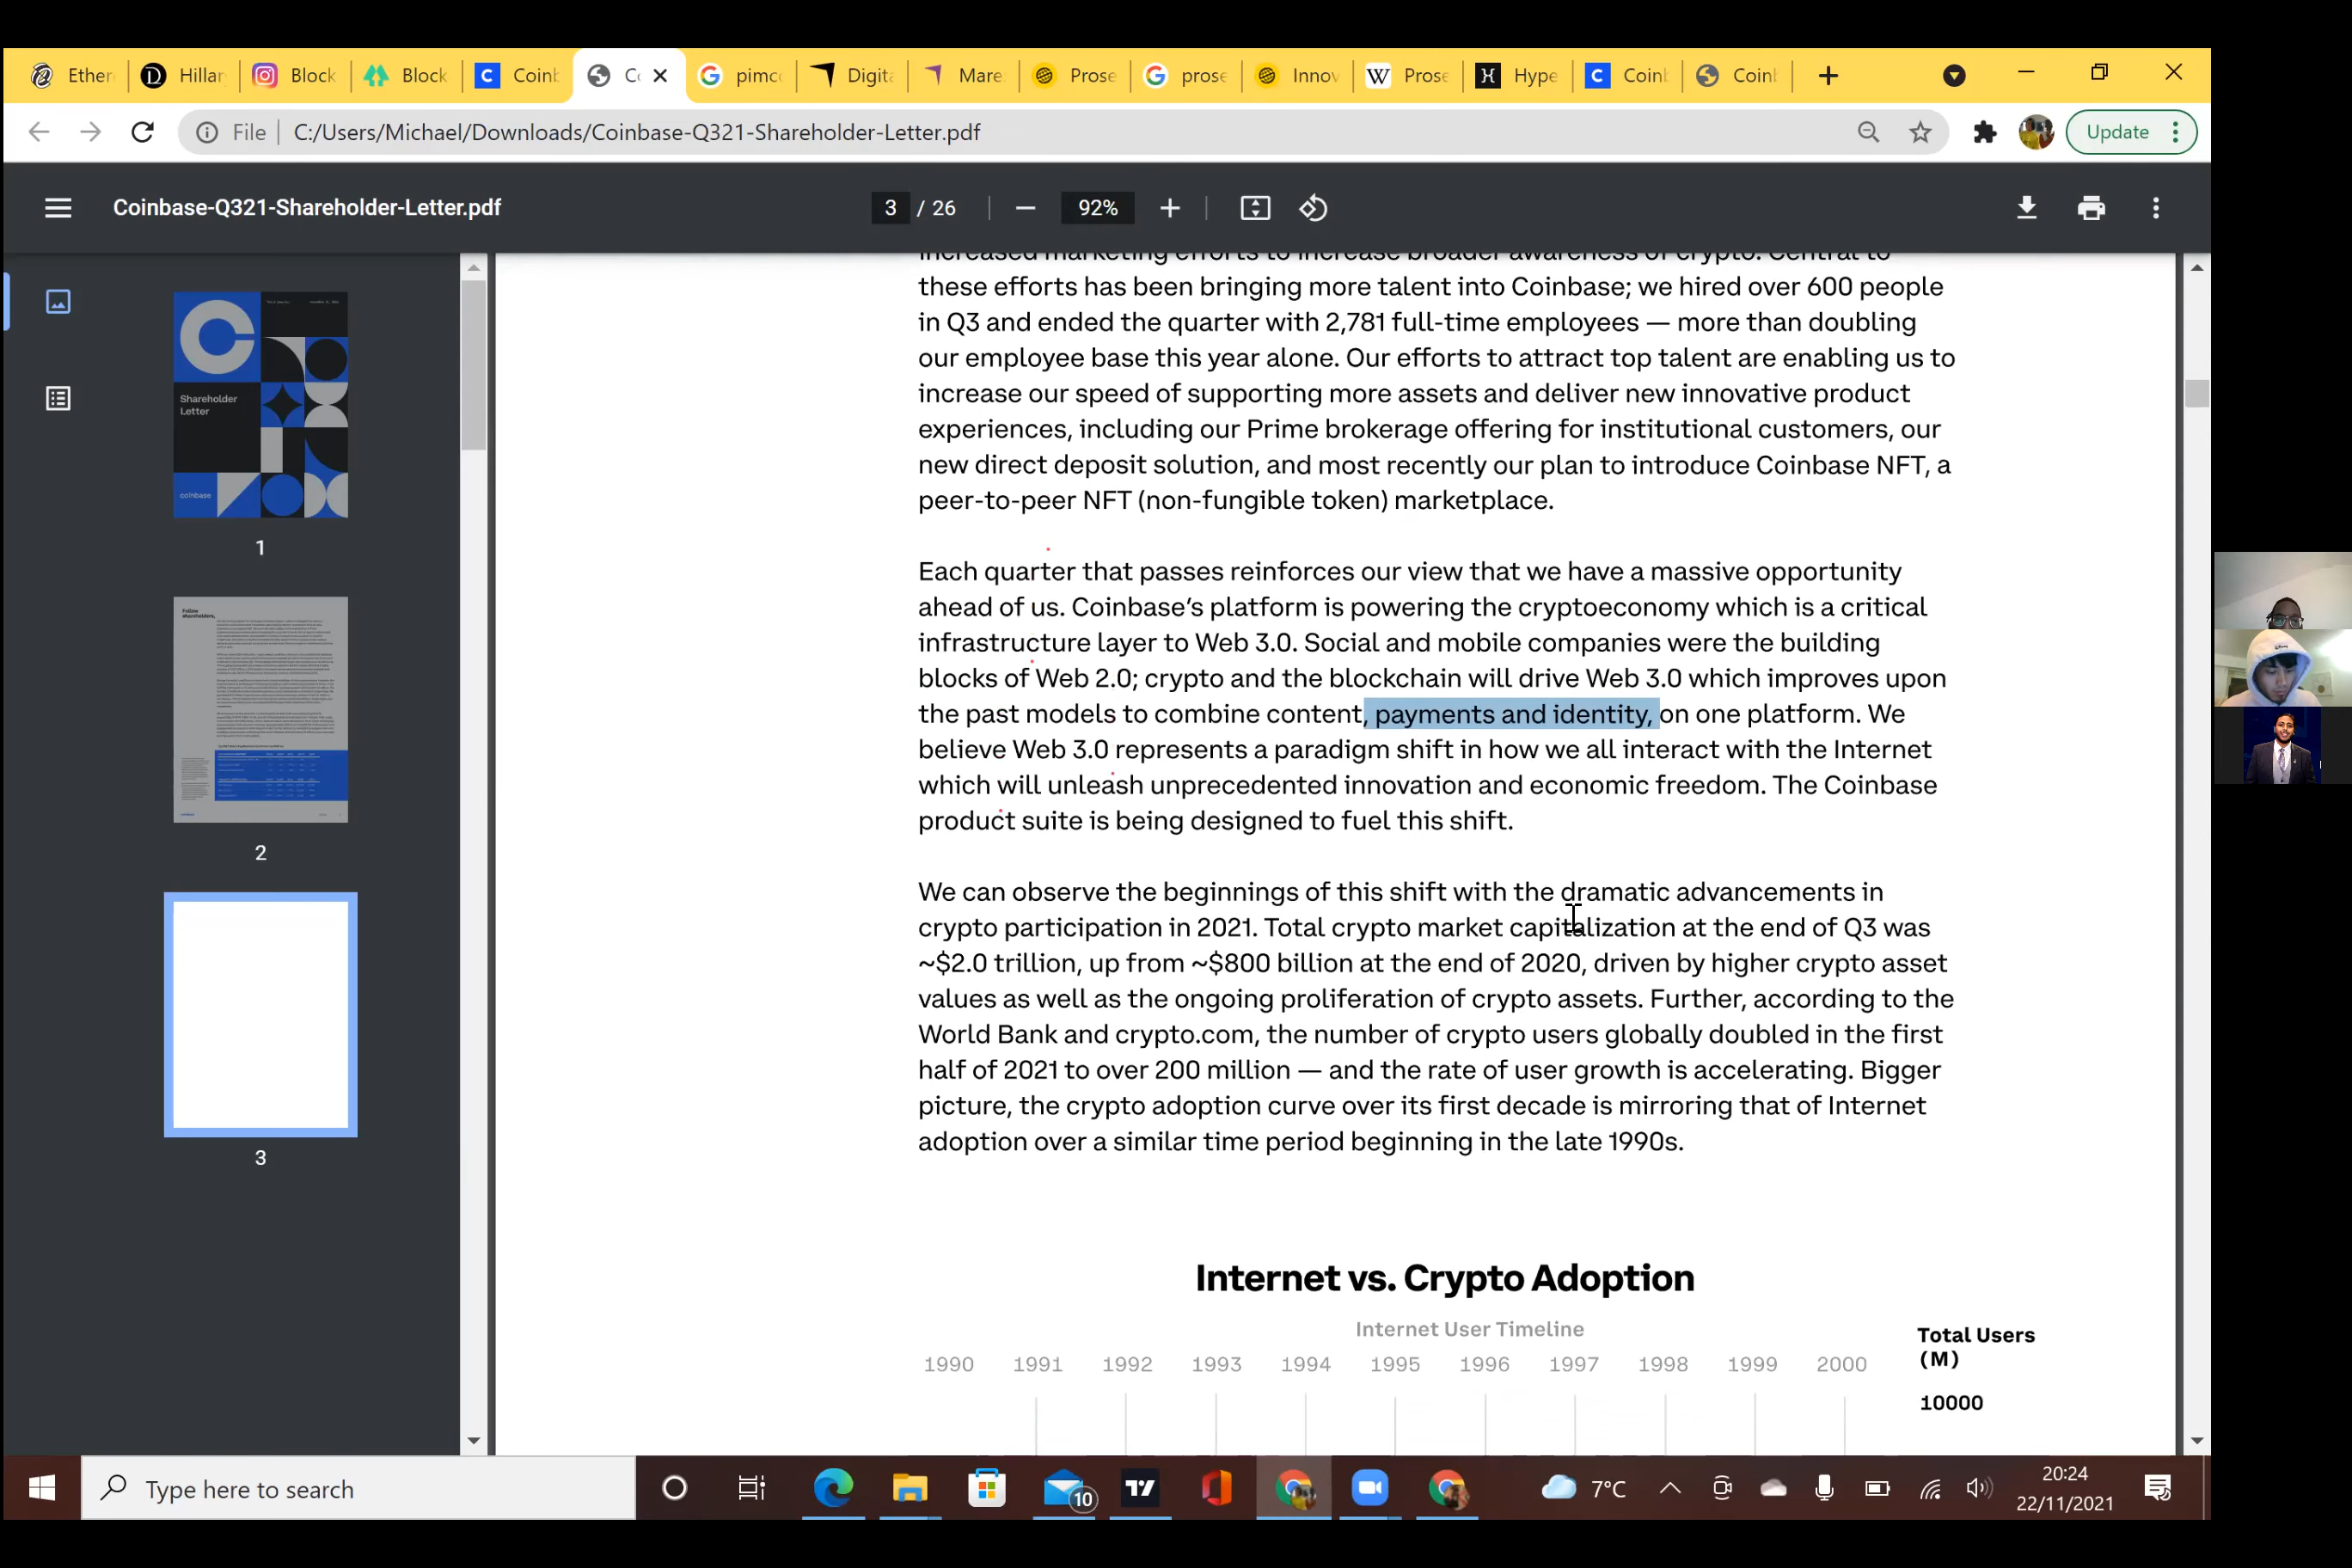 Ether
Hillar
Block
Block
Coinb
C
pimco
Digita
Mare
Prose
prose
Innov
Prose
Hype
Coinb
Coinb
File
C:/Users/Michael/Downloads/Coinbase-Q321-Shareholder-Letter.pdf
Update
Coinbase-Q321-Shareholder-Letter.pdf
3 / 26
92%
Shareholder
Letter
coinbase
1
2
3
increased marketing efforts to increase broader awareness of crypto. Central to
these efforts has been bringing more talent into Coinbase; we hired over 600 people
in Q3 and ended the quarter with 2,781 full-time employees — more than doubling
our employee base this year alone. Our efforts to attract top talent are enabling us to
increase our speed of supporting more assets and deliver new innovative product
experiences, including our Prime brokerage offering for institutional customers, our
new direct deposit solution, and most recently our plan to introduce Coinbase NFT, a
peer-to-peer NFT (non-fungible token) marketplace.
Each quarter that passes reinforces our view that we have a massive opportunity
ahead of us. Coinbase’s platform is powering the cryptoeconomy which is a critical
infrastructure layer to Web 3.0. Social and mobile companies were the building
blocks of Web 2.0; crypto and the blockchain will drive Web 3.0 which improves upon
the past models to combine content, payments and identity, on one platform. We
believe Web 3.0 represents a paradigm shift in how we all interact with the Internet
which will unleash unprecedented innovation and economic freedom. The Coinbase
product suite is being designed to fuel this shift.
We can observe the beginnings of this shift with the dramatic advancements in
crypto participation in 2021. Total crypto market capitalization at the end of Q3 was
~$2.0 trillion, up from ~$800 billion at the end of 2020, driven by higher crypto asset
values as well as the ongoing proliferation of crypto assets. Further, according to the
World Bank and crypto.com, the number of crypto users globally doubled in the first
half of 2021 to over 200 million — and the rate of user growth is accelerating. Bigger
picture, the crypto adoption curve over its first decade is mirroring that of Internet
adoption over a similar time period beginning in the late 1990s.
Internet vs. Crypto Adoption
Internet User Timeline
1990 1991 1992 1993 1994 1995 1996 1997 1998 1999 2000
Total Users
(M)
10000
Type here to search
10
7°C
20:24
22/11/2021